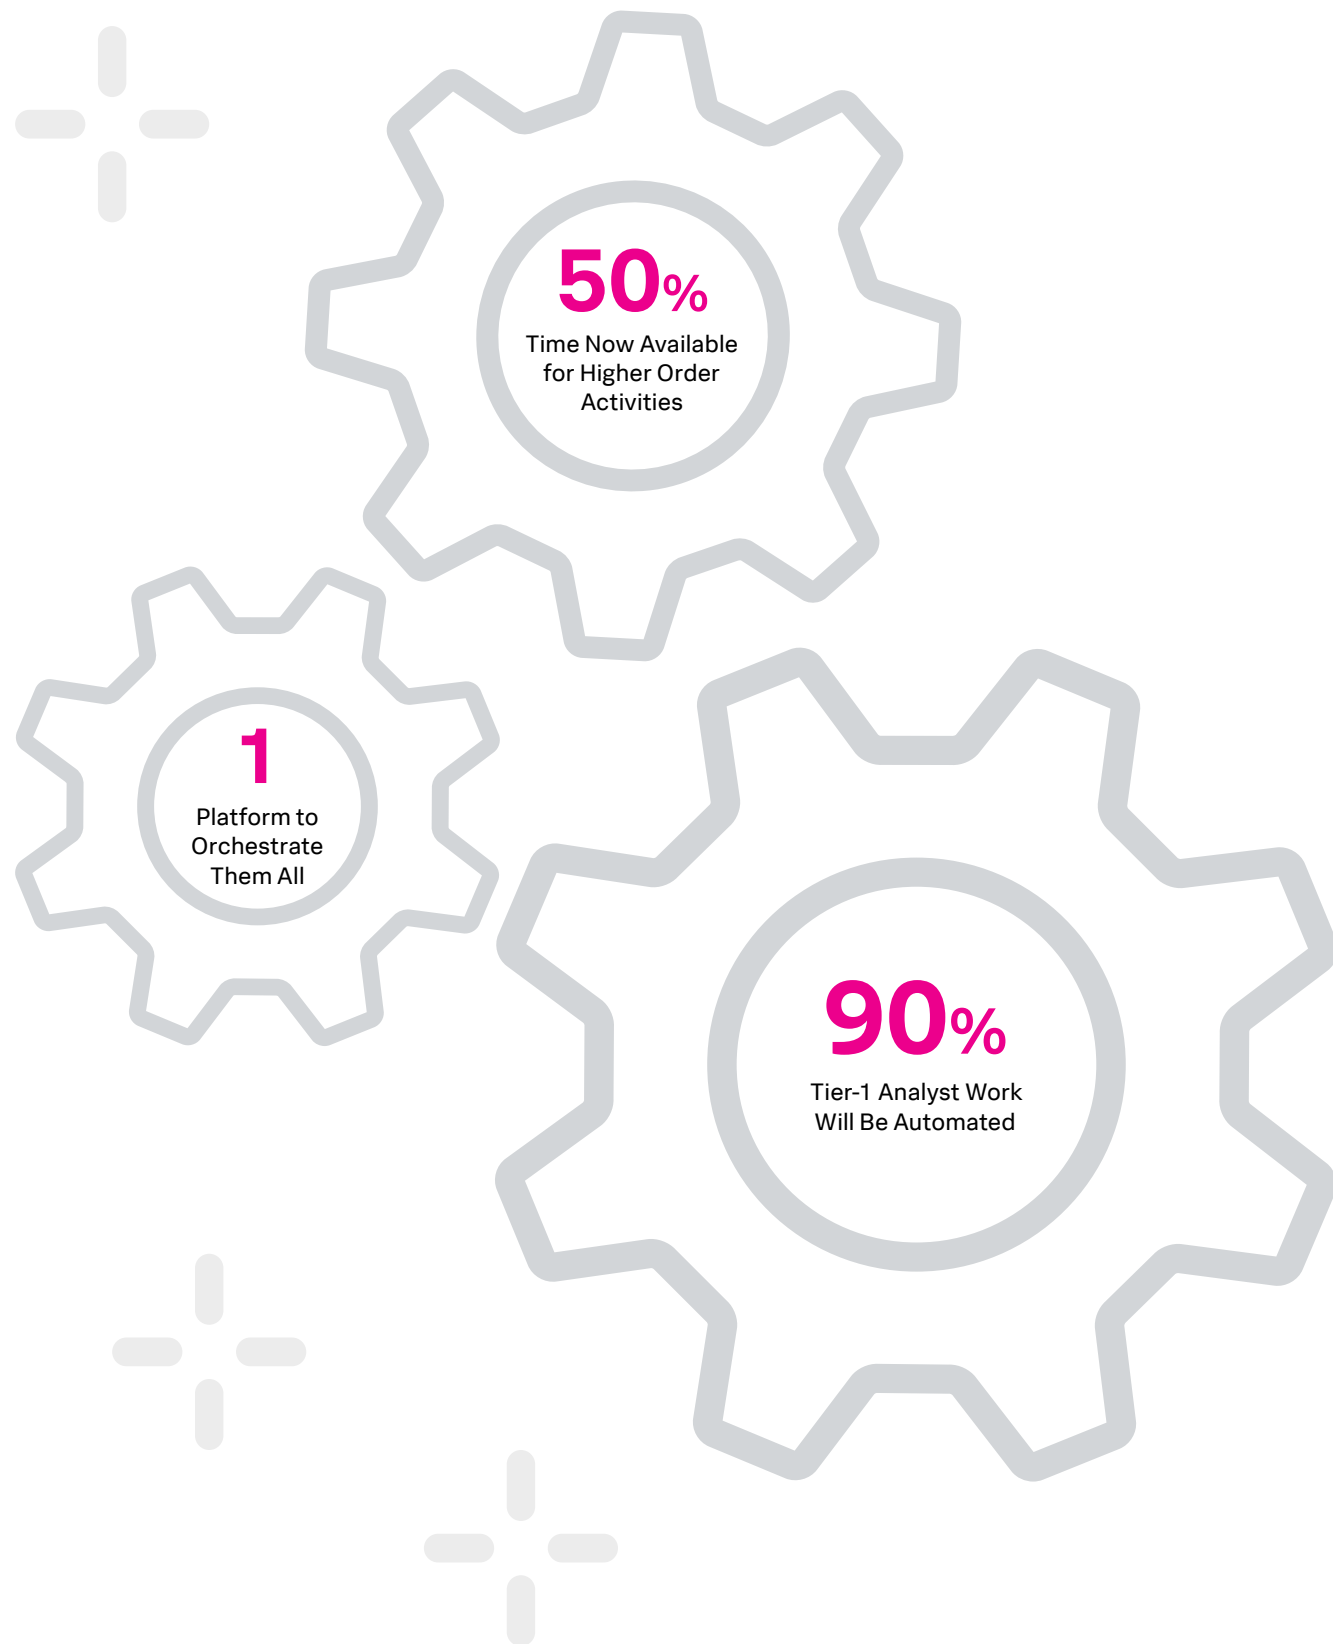 50%
Time Now Available
for Higher Order
Activities
1
Platform to
Orchestrate
Them All
90%
Tier-1 Analyst Work
Will Be Automated